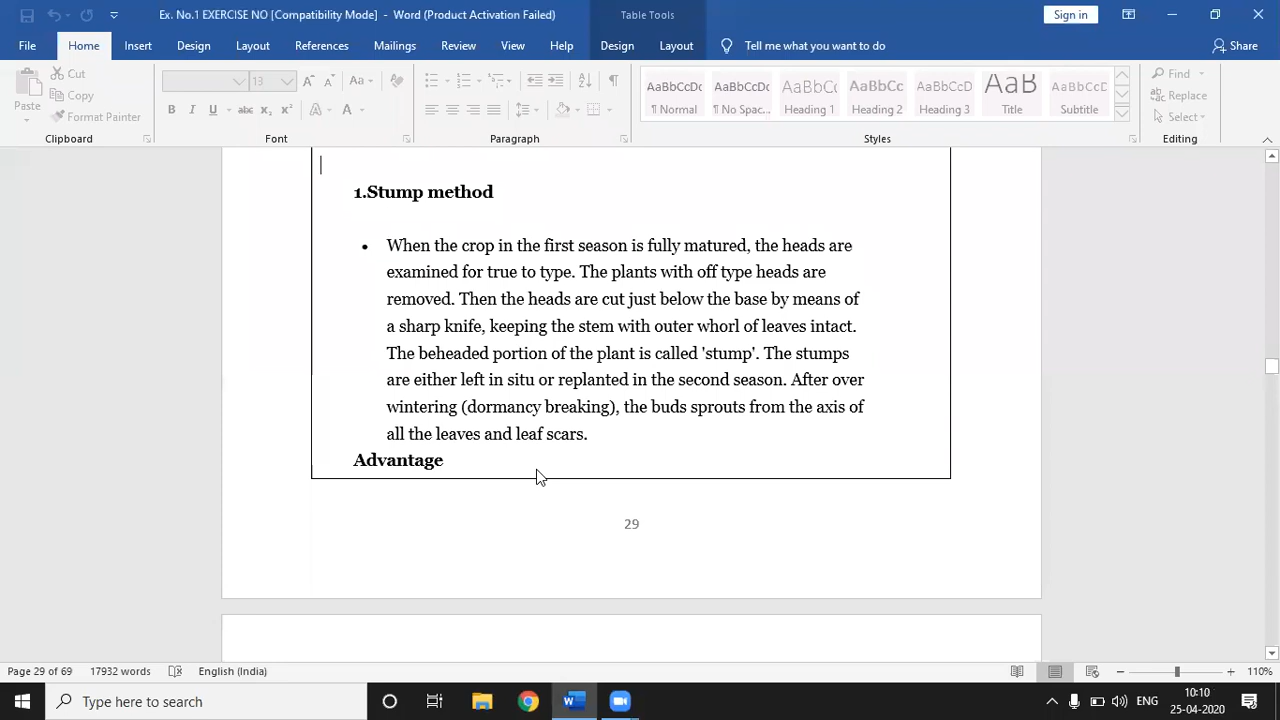 Ex. No.1 EXERCISE NO [Compatibility Mode] - Word (Product Activation Failed)
Table Tools
Sign in
File Home Insert Design Layout References Mailings Review View Help Design Layout Tell me what you want to do Share
Paste
Cut
Copy
Format Painter
Clipboard
13
Font
Paragraph
AaBbCcDc ¶ Normal
AaBbCcDc ¶ No Spac...
AaBbCc Heading 1
AaBbCc Heading 2
AaBbCcD Heading 3
AaB Title
AaBbCcD Subtitle
Styles
Find
Replace
Select
Editing
1.Stump method
• When the crop in the first season is fully matured, the heads are
examined for true to type. The plants with off type heads are
removed. Then the heads are cut just below the base by means of
a sharp knife, keeping the stem with outer whorl of leaves intact.
The beheaded portion of the plant is called 'stump'. The stumps
are either left in situ or replanted in the second season. After over
wintering (dormancy breaking), the buds sprouts from the axis of
all the leaves and leaf scars.
Advantage
29
Page 29 of 69 17932 words English (India) 110%
Type here to search
ENG
10:10
25-04-2020